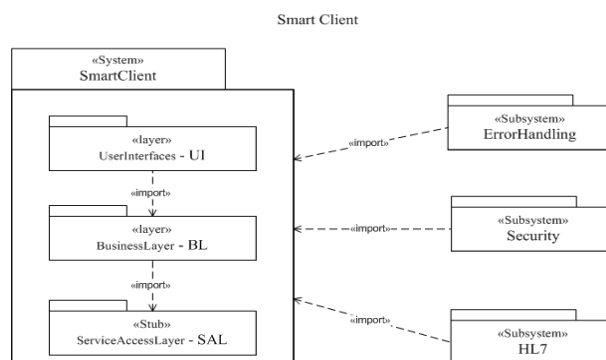 Smart Client
«System»
SmartClient
«layer»
UserInterfaces - UI
«import»
«layer»
BusinessLayer - BL
«import»
«Stub»
ServiceAccessLayer - SAL
«Subsystem»
ErrorHandling
«import»
«Subsystem»
Security
«import»
«Subsystem»
HL7
«import»